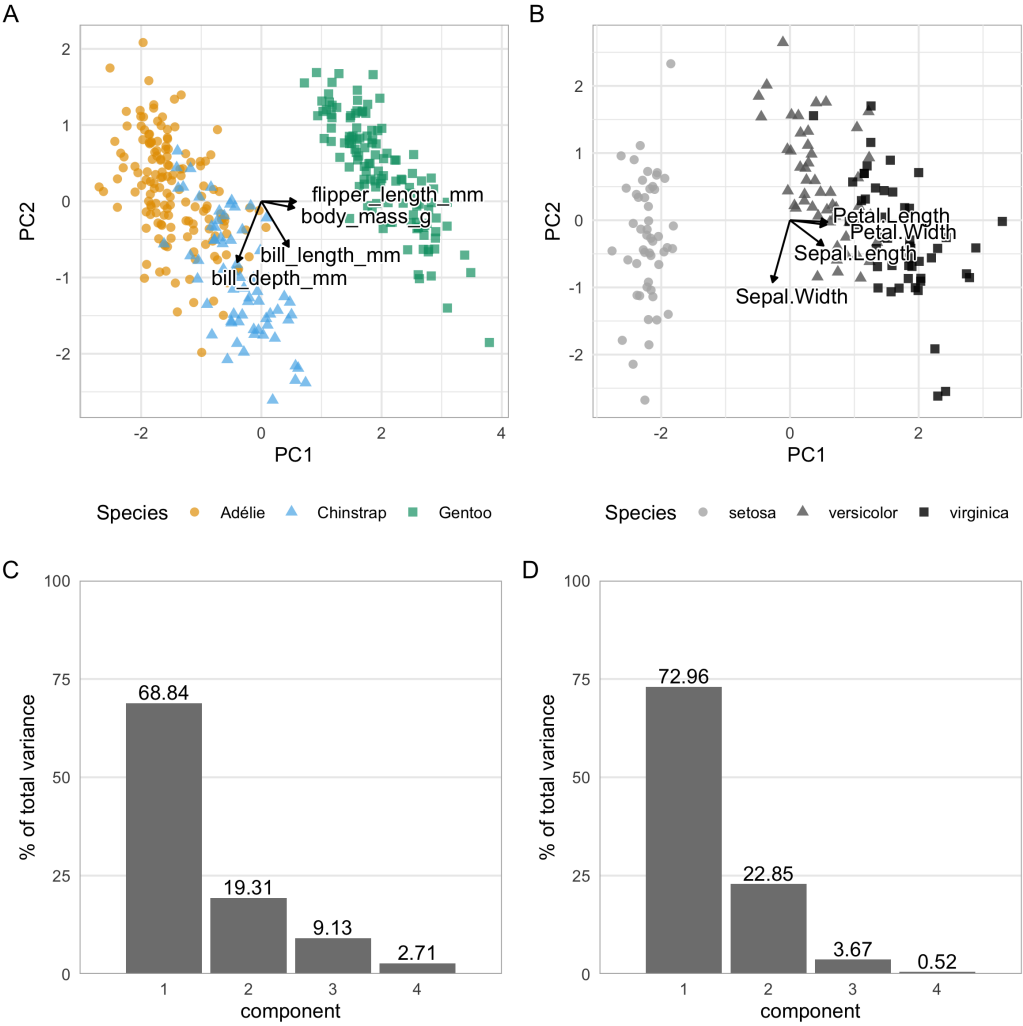 A
2
1
0
-1
-2
PC2
flipper_length_mm
body_mass_g
bill_length_mm
bill_depth_mm
-2 0 2 4
PC1
Species Adélie Chinstrap Gentoo
B
2
1
0
-1
-2
PC2
Petal.Length
Petal.Width
Sepal.Length
Sepal.Width
-2 0 2
PC1
Species setosa versicolor virginica
C
100
75
50
25
0
% of total variance
68.84
19.31
9.13
2.71
1 2 3 4
component
D
100
75
50
25
0
% of total variance
72.96
22.85
3.67
0.52
1 2 3 4
component